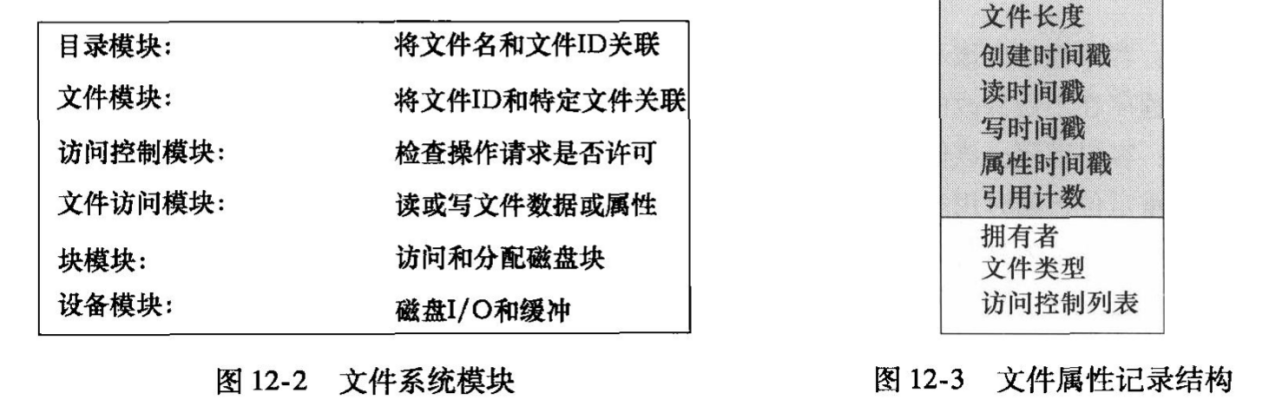 目录模块: 将文件名和文件ID关联
文件模块: 将文件ID和特定文件关联
访问控制模块: 检查操作请求是否许可
文件访问模块: 读或写文件数据或属性
块模块: 访问和分配磁盘块
设备模块: 磁盘I/O和缓冲
图 12-2 文件系统模块
文件长度
创建时间戳
读时间戳
写时间戳
属性时间戳
引用计数
拥有者
文件类型
访问控制列表
图 12-3 文件属性记录结构